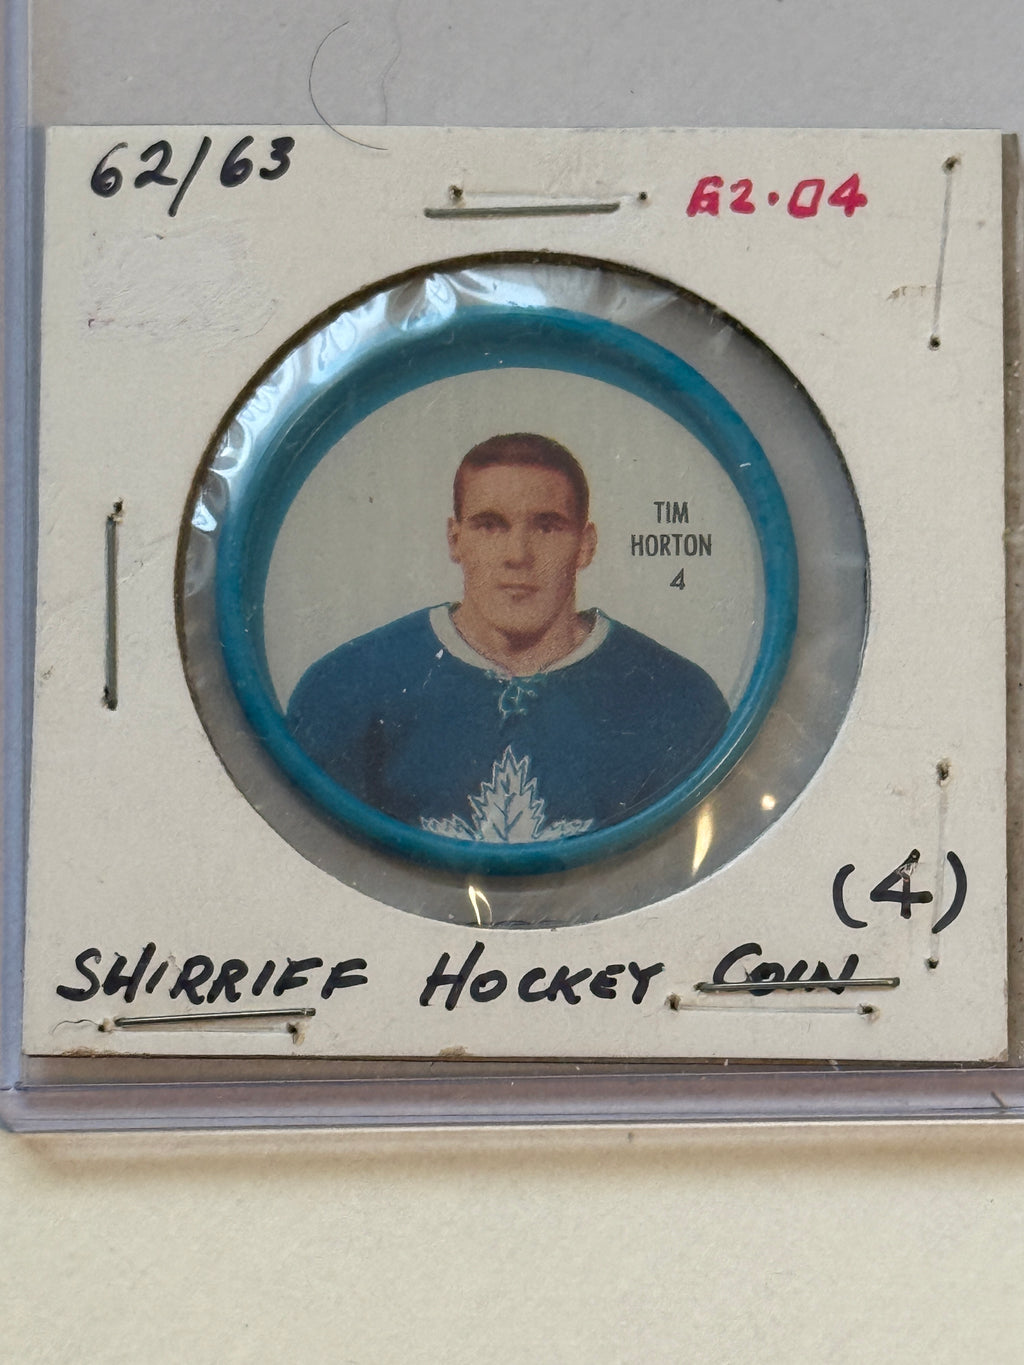 62/63
62.04
TIM
HORTON
4
(4)
SHIRRIFF HOCKEY COIN